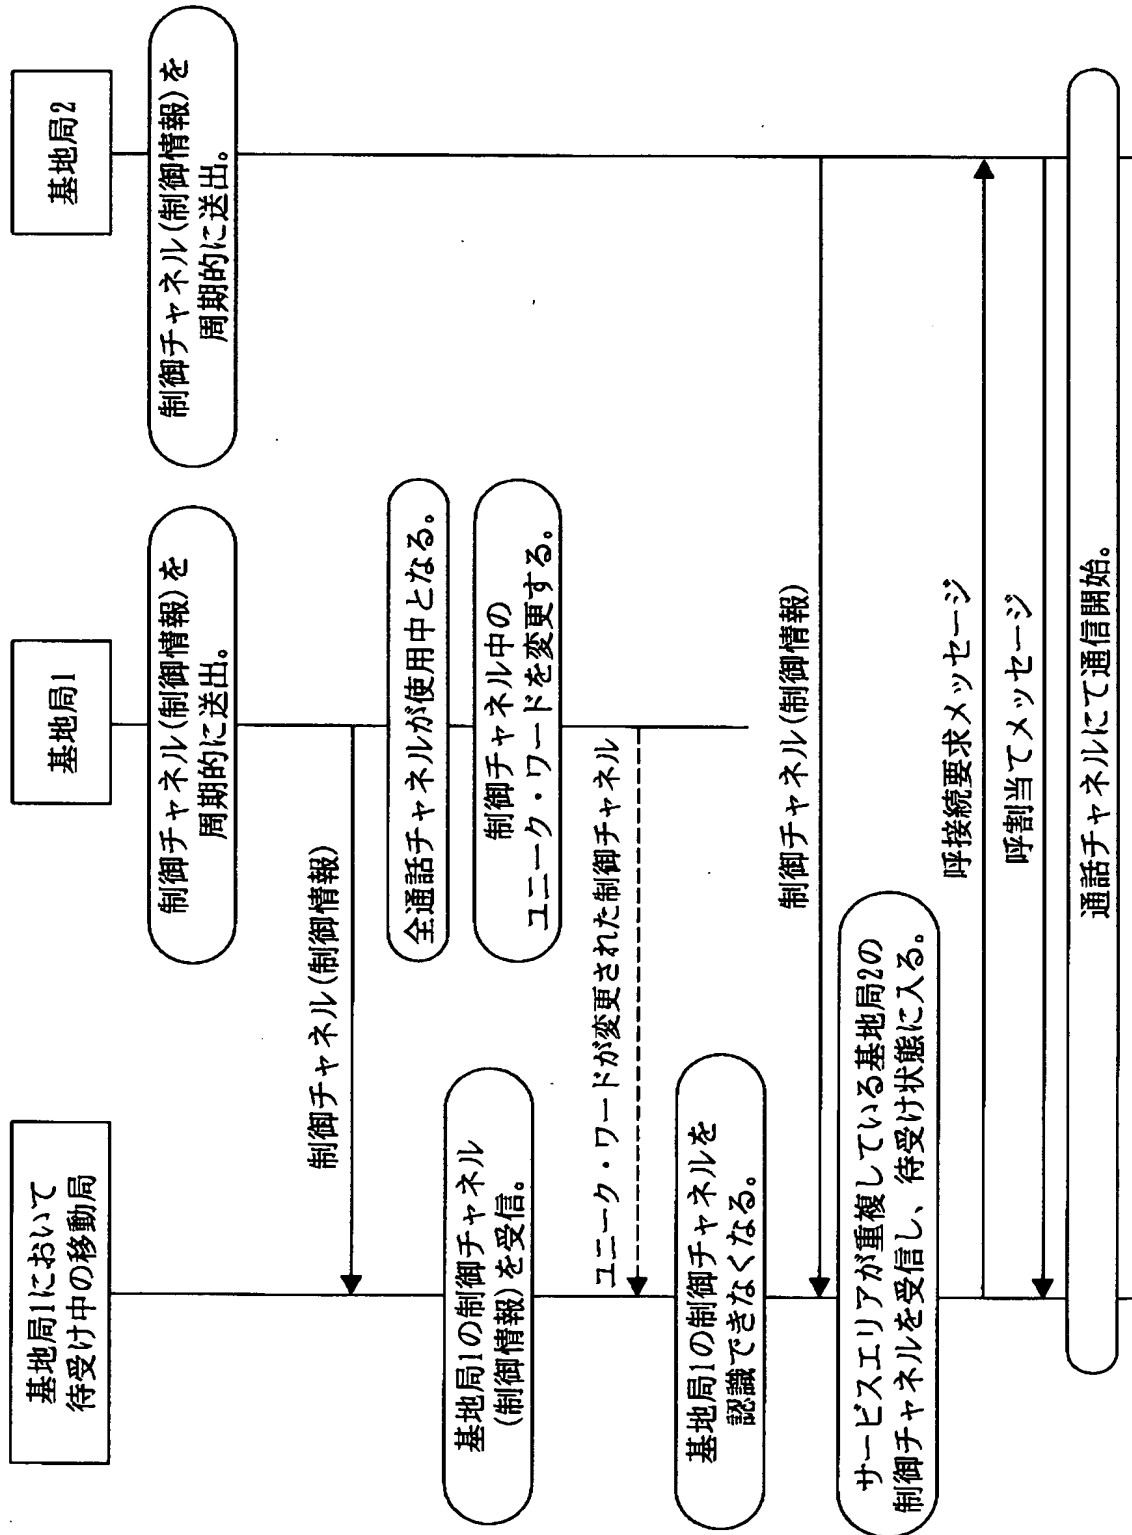 基地局1において
待受け中の移動局
基地局1
基地局2
制御チャネル(制御情報)を
周期的に送出。
制御チャネル(制御情報)を
周期的に送出。
制御チャネル(制御情報)
全通話チャネルが使用中となる。
基地局1の制御チャネル
(制御情報)を受信。
制御チャネル中の
ユニーク・ワードを変更する。
ユニーク・ワードが変更された制御チャネル
基地局1の制御チャネルを
認識できなくなる。
制御チャネル(制御情報)
サービスエリアが重複している基地局2の
制御チャネルを受信し、待受け状態に入る。
呼接続要求メッセージ
呼割当てメッセージ
通話チャネルにて通信開始。